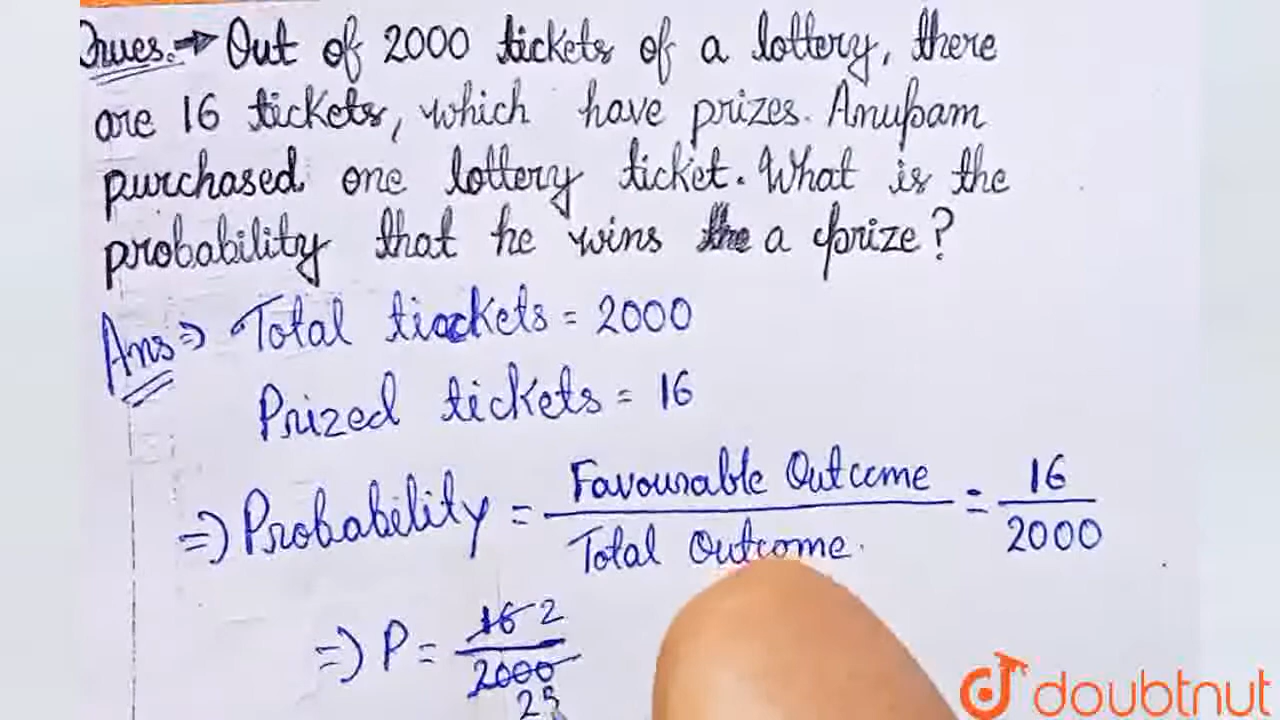 Ques. → Out of 2000 tickets of a lottery, there
are 16 tickets, which have prizes. Anupam
purchased one lottery ticket. What is the
probability that he wins the a prize?
Ans ⇒ Total tickets = 2000
Prized tickets = 16
⇒ Probability = Favourable Outcome / Total Outcome = 16 / 2000
⇒ P = 16 2 / 2000 25
doubtnut